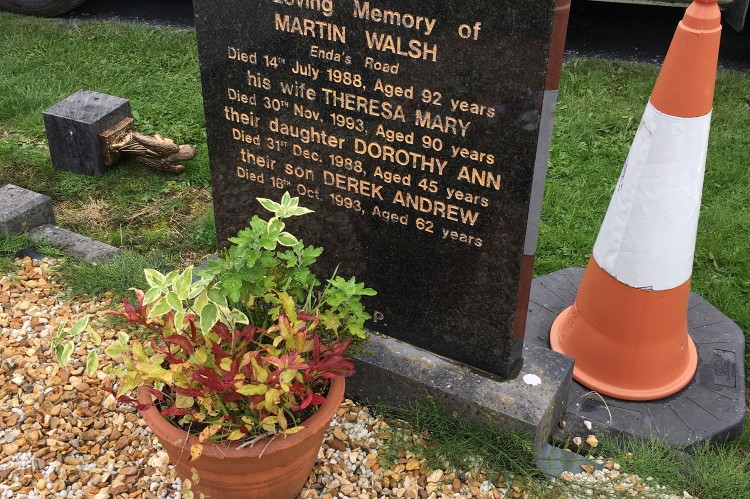 Loving Memory of
MARTIN WALSH
Enda's Road
Died 14th July 1988, Aged 92 years
his wife THERESA MARY
Died 30th Nov. 1993, Aged 90 years
their daughter DOROTHY ANN
Died 31st Dec. 1988, Aged 45 years
their son DEREK ANDREW
Died 18th Oct. 1993, Aged 62 years
P